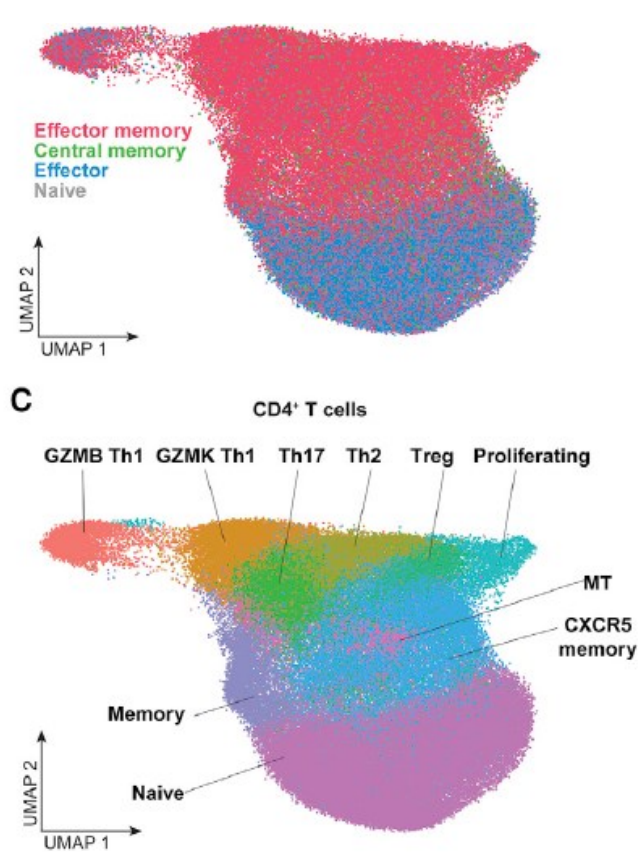 Effector memory
Central memory
Effector
Naive
UMAP 2
UMAP 1
C
CD4⁺ T cells
GZMB Th1 GZMK Th1 Th17 Th2 Treg Proliferating
MT
CXCR5
memory
Memory
Naive
UMAP 2
UMAP 1